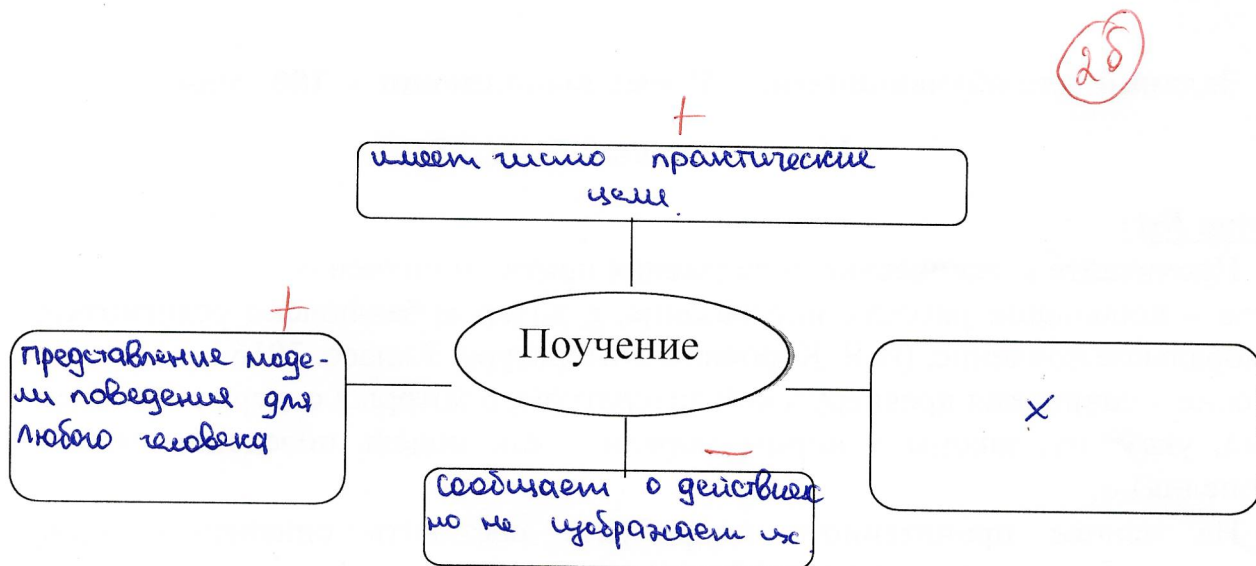 2б
+
имеет чисто практические
цели.
+
представление моде-
ли поведения для
любого человека
Поучение
х
−
сообщает о действиях
но не изображает их.